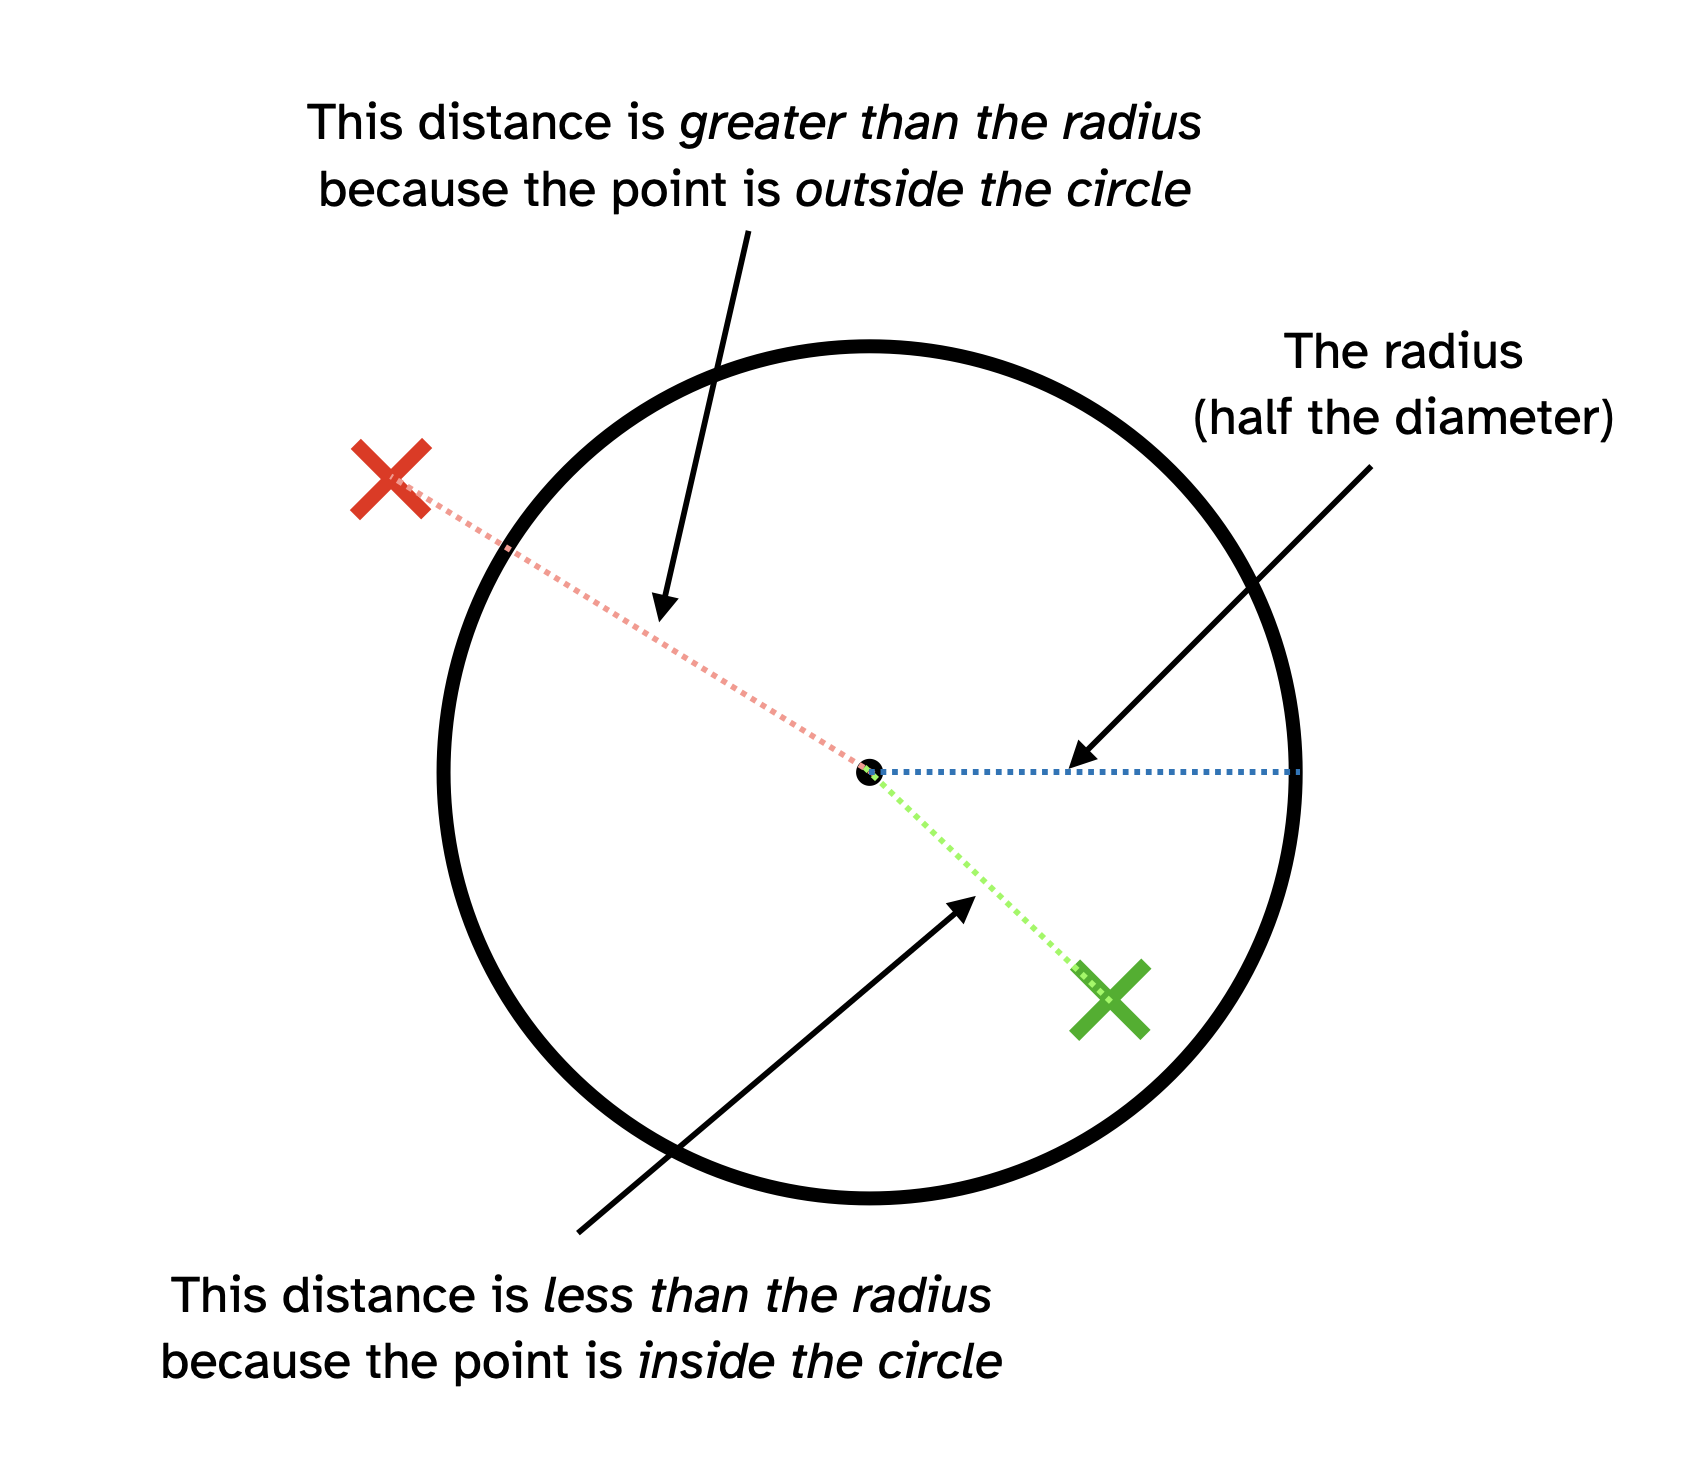 This distance is greater than the radius
because the point is outside the circle
The radius
(half the diameter)
This distance is less than the radius
because the point is inside the circle